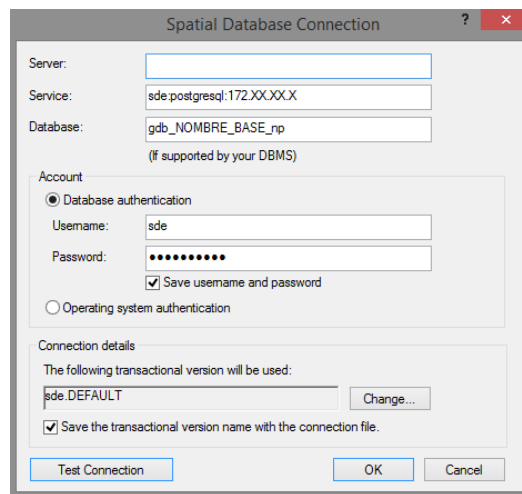 Spatial Database Connection
?
Server:
Service: sde:postgresql:172.XX.XX.X
Database: gdb_NOMBRE_BASE_np
(If supported by your DBMS)
Account
Database authentication
Username: sde
Password: ••••••••••
Save username and password
Operating system authentication
Connection details
The following transactional version will be used:
sde.DEFAULT Change...
Save the transactional version name with the connection file.
Test Connection OK Cancel